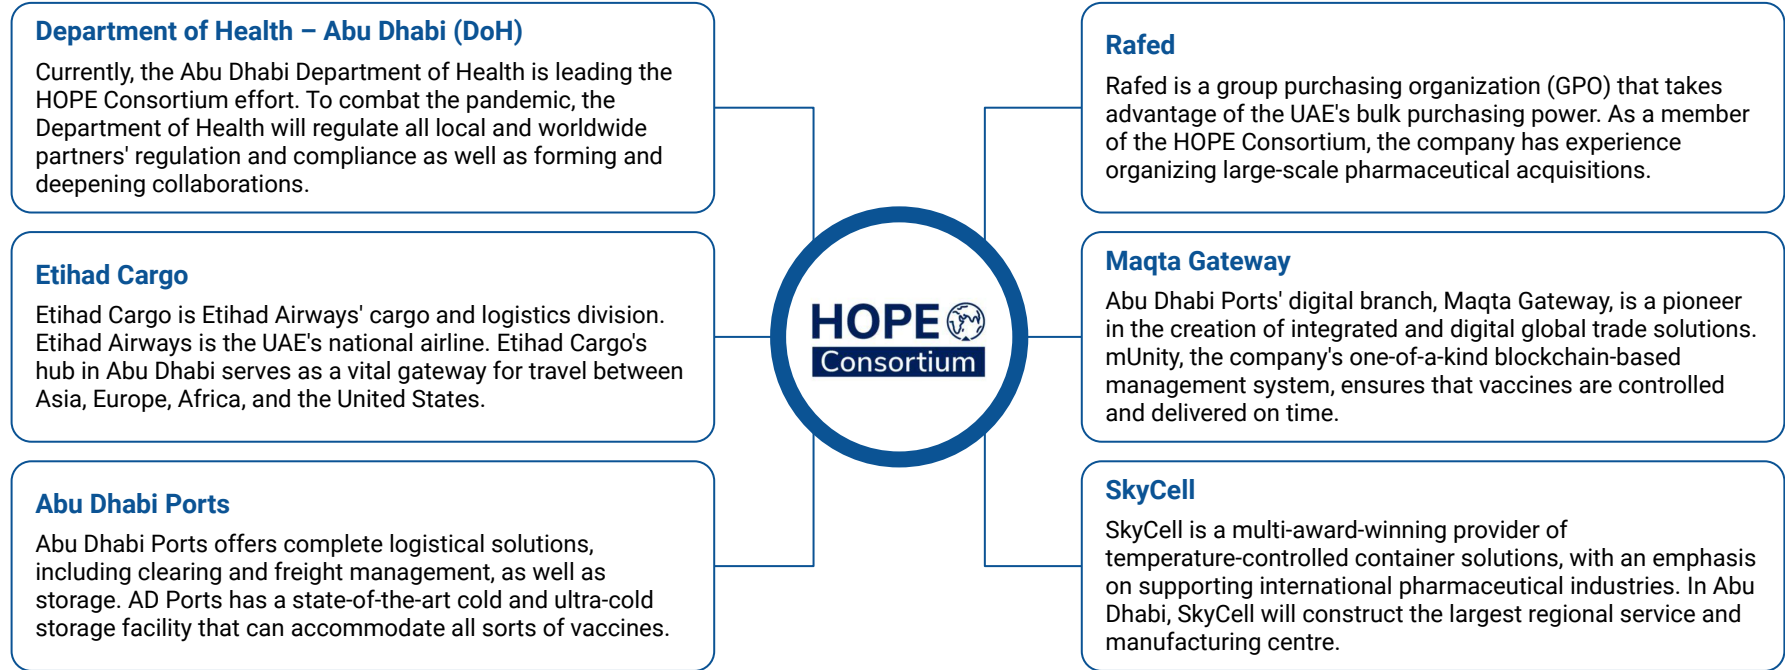 Department of Health – Abu Dhabi (DoH)
Currently, the Abu Dhabi Department of Health is leading the
HOPE Consortium effort. To combat the pandemic, the
Department of Health will regulate all local and worldwide
partners' regulation and compliance as well as forming and
deepening collaborations.
Etihad Cargo
Etihad Cargo is Etihad Airways' cargo and logistics division.
Etihad Airways is the UAE's national airline. Etihad Cargo's
hub in Abu Dhabi serves as a vital gateway for travel between
Asia, Europe, Africa, and the United States.
Abu Dhabi Ports
Abu Dhabi Ports offers complete logistical solutions,
including clearing and freight management, as well as
storage. AD Ports has a state-of-the-art cold and ultra-cold
storage facility that can accommodate all sorts of vaccines.
HOPE
Consortium
Rafed
Rafed is a group purchasing organization (GPO) that takes
advantage of the UAE's bulk purchasing power. As a member
of the HOPE Consortium, the company has experience
organizing large-scale pharmaceutical acquisitions.
Maqta Gateway
Abu Dhabi Ports' digital branch, Maqta Gateway, is a pioneer
in the creation of integrated and digital global trade solutions.
mUnity, the company's one-of-a-kind blockchain-based
management system, ensures that vaccines are controlled
and delivered on time.
SkyCell
SkyCell is a multi-award-winning provider of
temperature-controlled container solutions, with an emphasis
on supporting international pharmaceutical industries. In Abu
Dhabi, SkyCell will construct the largest regional service and
manufacturing centre.